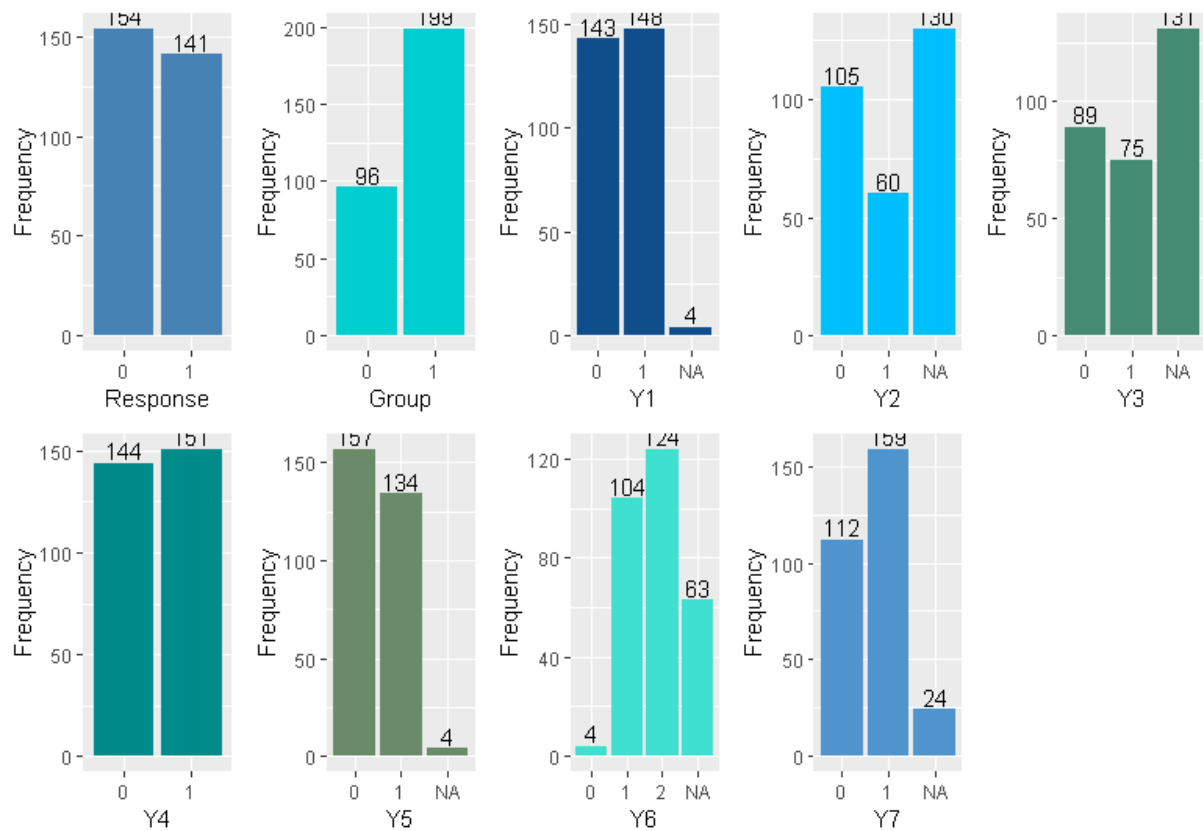 154
141
150
100
50
0
Frequency
0 1
Response
199
96
200
150
100
50
0
Frequency
0 1
Group
143
148
4
150
100
50
0
Frequency
0 1 NA
Y1
130
105
60
100
50
0
Frequency
0 1 NA
Y2
131
89
75
100
50
0
Frequency
0 1 NA
Y3
144
151
150
100
50
0
Frequency
0 1
Y4
157
134
4
150
100
50
0
Frequency
0 1 NA
Y5
124
104
63
4
120
80
40
0
Frequency
0 1 2 NA
Y6
159
112
24
150
100
50
0
Frequency
0 1 NA
Y7